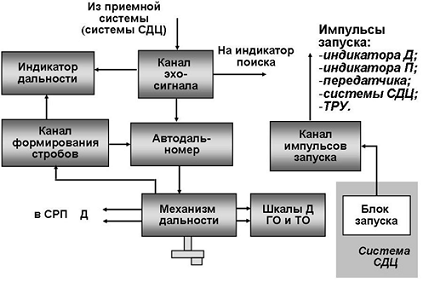 Из приемной
системы
(системы СДЦ)
На индикатор
поиска
Импульсы
запуска:
-индикатора Д;
-индикатора П;
-передатчика;
-системы СДЦ;
-ТРУ.
Индикатор
дальности
Канал
эхо-
сигнала
Канал
формирования
стробов
Автодаль-
номер
Канал
импульсов
запуска
в СРП Д
Механизм
дальности
Шкалы Д
ГО и ТО
Блок
запуска
Система
СДЦ